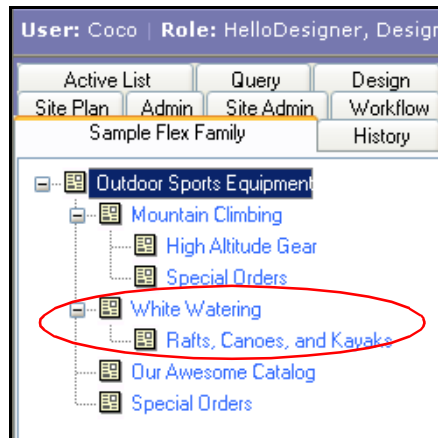 User: Coco | Role: HelloDesigner, Design
Active List Query Design
Site Plan Admin Site Admin Workflow
Sample Flex Family History
Outdoor Sports Equipment
Mountain Climbing
High Altitude Gear
Special Orders
White Watering
Rafts, Canoes, and Kayaks
Our Awesome Catalog
Special Orders